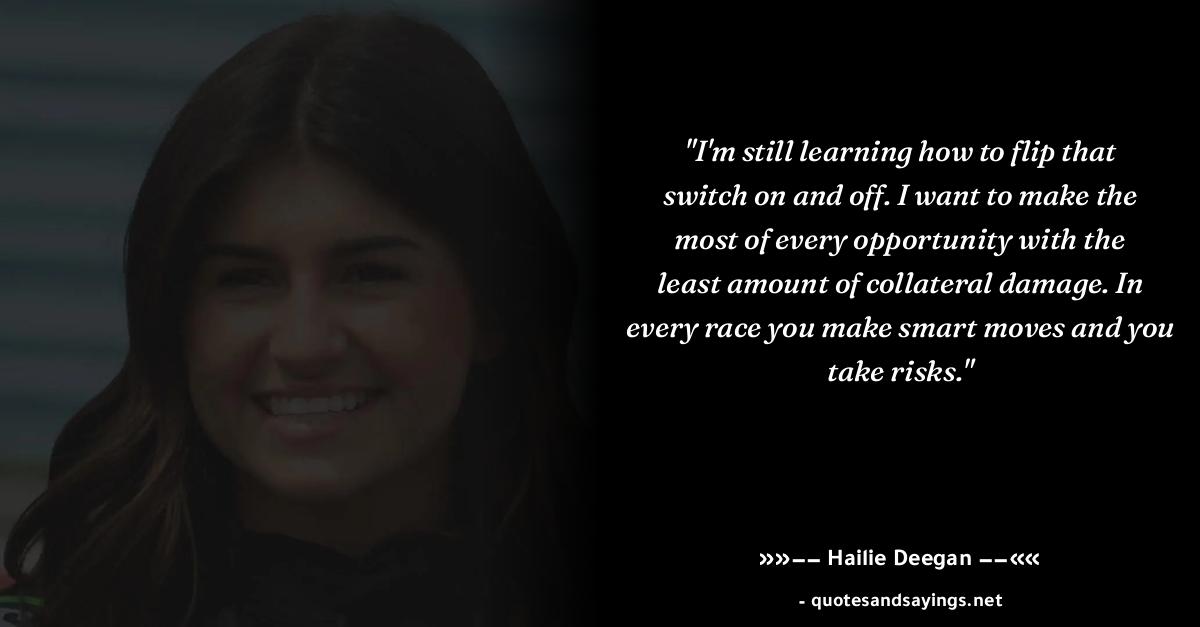 "I'm still learning how to flip that
switch on and off. I want to make the
most of every opportunity with the
least amount of collateral damage. In
every race you make smart moves and you
take risks."
»»–– Hailie Deegan ––««
- quotesandsayings.net